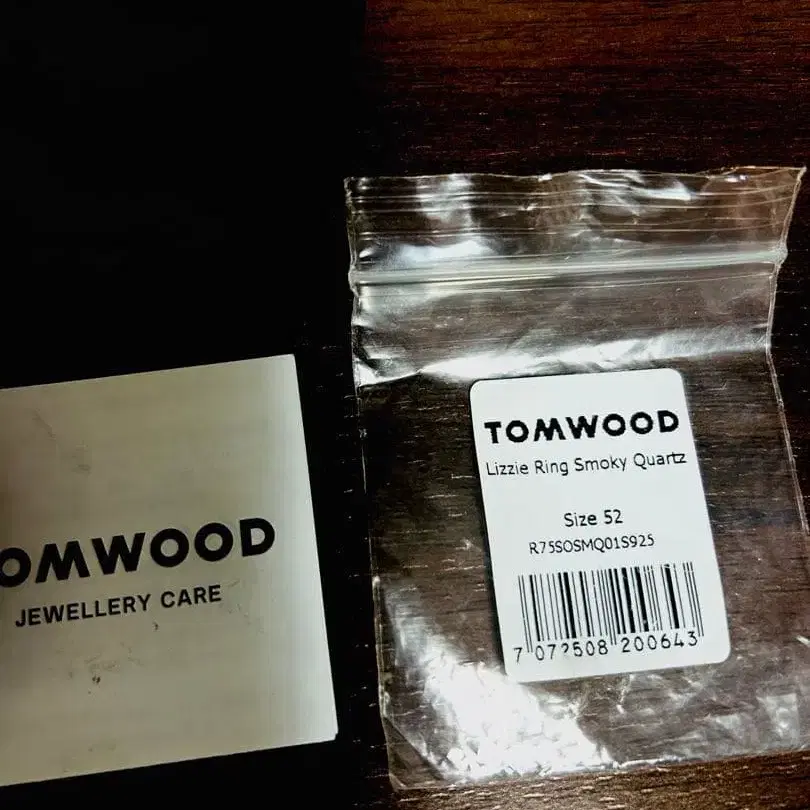 OMWOOD
JEWELLERY CARE
TOMWOOD
Lizzie Ring Smoky Quartz
Size 52
R75SOSMQ01S925
7 072508 200643